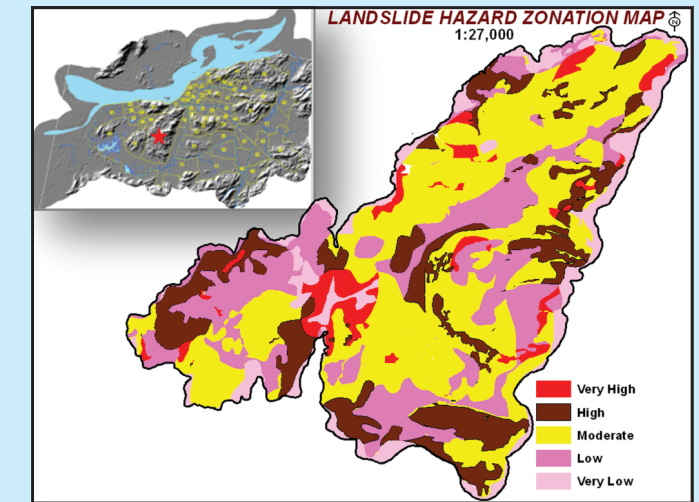 LANDSLIDE HAZARD ZONATION MAP
N
1:27,000
Very High
High
Moderate
Low
Very Low